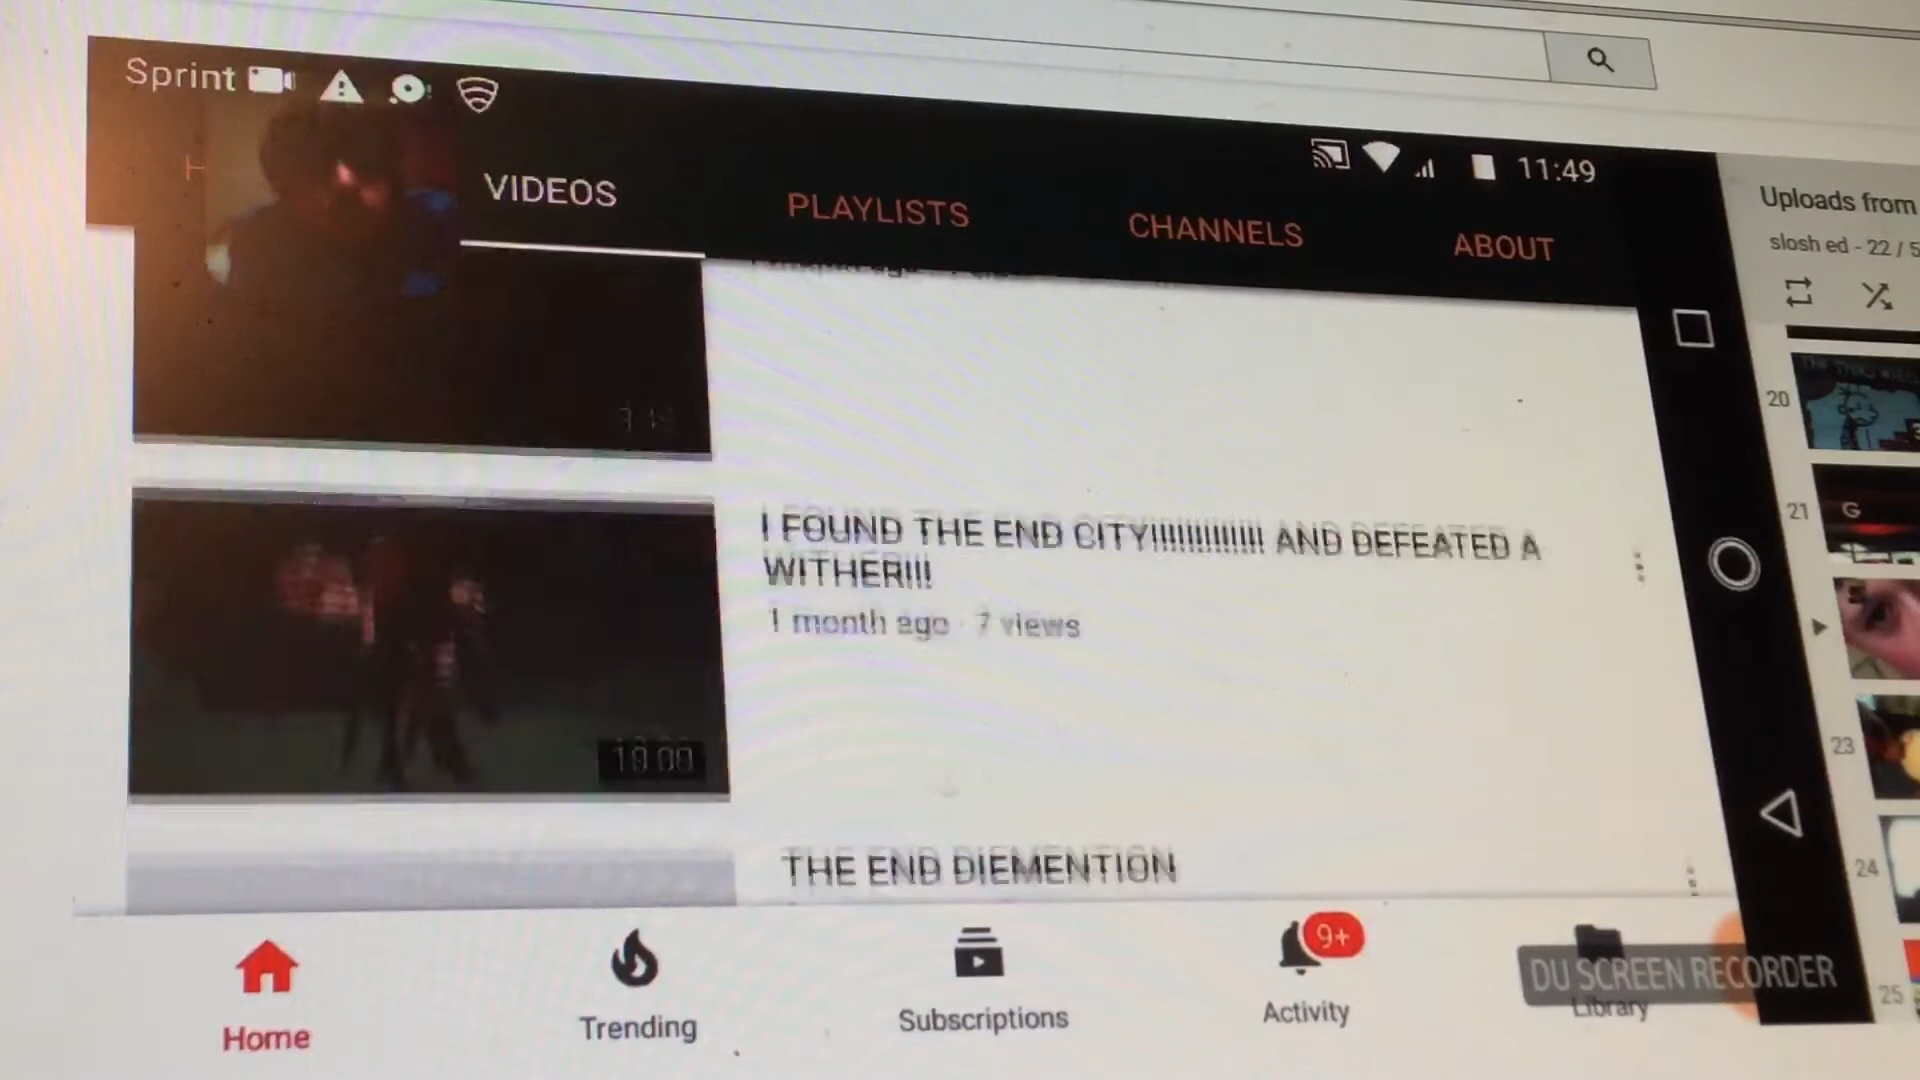 Sprint
11:49
H
VIDEOS
PLAYLISTS
CHANNELS
ABOUT
Uploads from
slosh ed - 22 / 5
20
I FOUND THE END CITY!!!!!!!!!!!!! AND DEFEATED A
WITHER!!!
1 month ago · 7 views
10:00
21
G
23
24
25
THE END DIEMENTION
Home
Trending
Subscriptions
9+
Activity
Library
DU SCREEN RECORDER